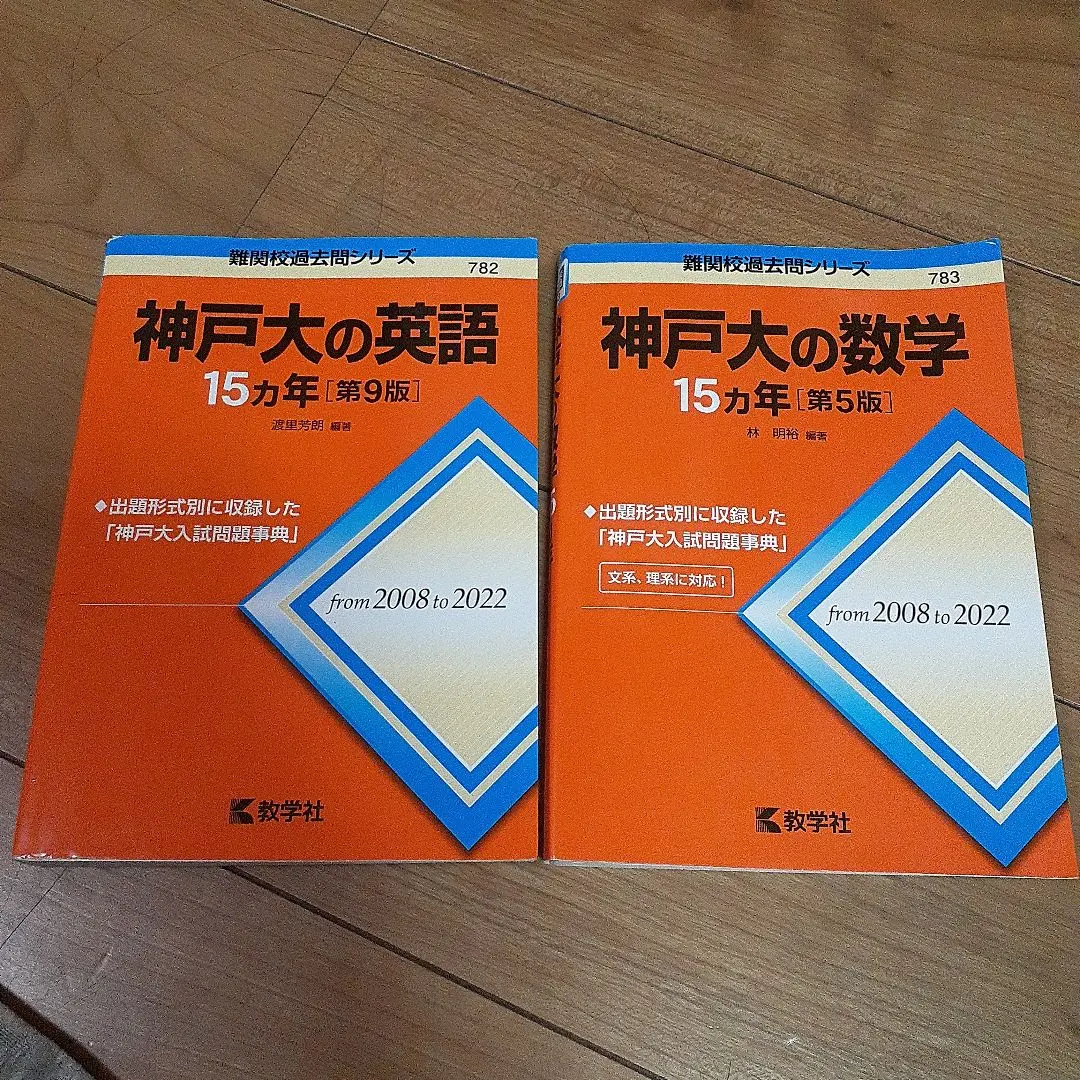 難関校過去問シリーズ
782
神戸大の英語
15ヵ年[第9版]
渡里芳朗 編著
◆出題形式別に収録した
「神戸大入試問題事典」
from 2008 to 2022
教学社
難関校過去問シリーズ
783
神戸大の数学
15ヵ年[第5版]
林 明裕 編著
◆出題形式別に収録した
「神戸大入試問題事典」
文系、理系に対応!
from 2008 to 2022
教学社